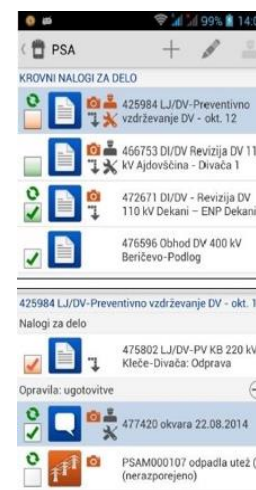 99% 14:0
PSA
KROVNI NALOGI ZA DELO
425984 LJ/DV-Preventivno
vzdrževanje DV - okt. 12
466753 DI/DV Revizija DV 11
kV Ajdovščina - Divača 1
472671 DI/DV - Revizija DV
110 kV Dekani – ENP Dekani
476596 Obhod DV 400 kV
Beričevo-Podlog
425984 LJ/DV-Preventivno vzdrževanje DV - okt. 1
Nalogi za delo
475802 LJ/DV-PV KB 220 kV
Kleče-Divača: Odprava
Opravila: ugotovitve
477420 okvara 22.08.2014
PSAM000107 odpadla utež (
(nerazporejeno)